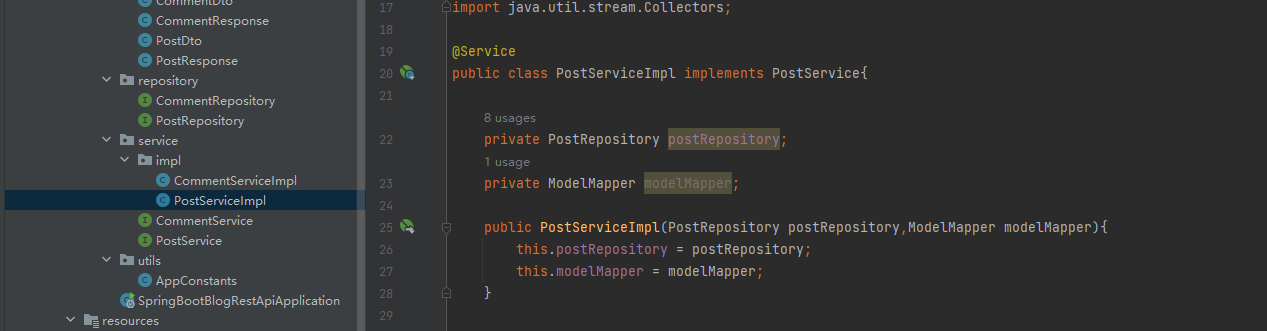 CommentDto
CommentResponse
PostDto
PostResponse
repository
CommentRepository
PostRepository
service
impl
CommentServiceImpl
PostServiceImpl
CommentService
PostService
utils
AppConstants
SpringBootBlogRestApiApplication
resources
17 import java.util.stream.Collectors;
18
19 @Service
20 public class PostServiceImpl implements PostService{
21
8 usages
22 private PostRepository postRepository;
1 usage
23 private ModelMapper modelMapper;
24
25 public PostServiceImpl(PostRepository postRepository,ModelMapper modelMapper){
26 this.postRepository = postRepository;
27 this.modelMapper = modelMapper;
28 }
29